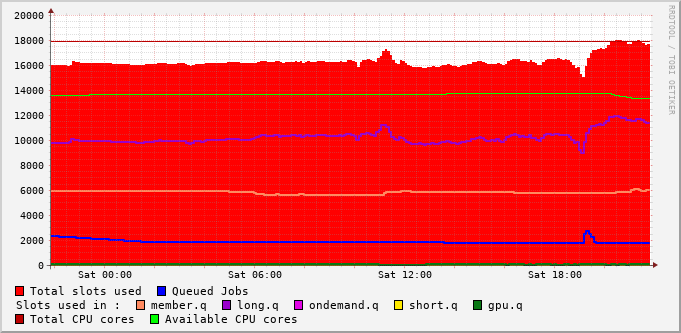 20000
18000
16000
14000
12000
10000
8000
6000
4000
2000
0
Sat 00:00 Sat 06:00 Sat 12:00 Sat 18:00
RRDTOOL / TOBI OETIKER
Total slots used Queued Jobs
Slots used in : member.q long.q ondemand.q short.q gpu.q
Total CPU cores Available CPU cores